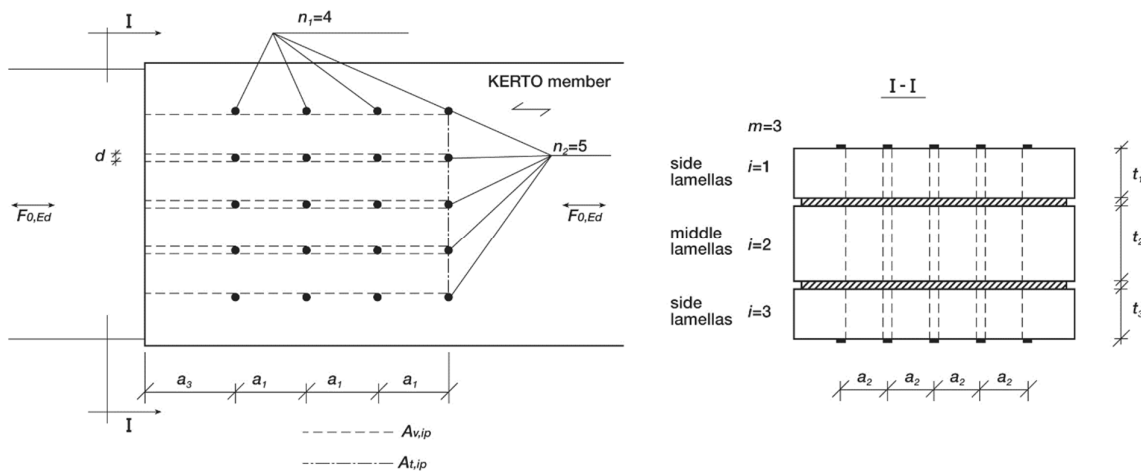 I
n1=4
KERTO member
d
n2=5
F0,Ed
F0,Ed
a3
a1
a1
a1
I
Av,ip
At,ip
I - I
m=3
side
lamellas
i=1
t1
middle
lamellas
i=2
t2
side
lamellas
i=3
t3
a2
a2
a2
a2